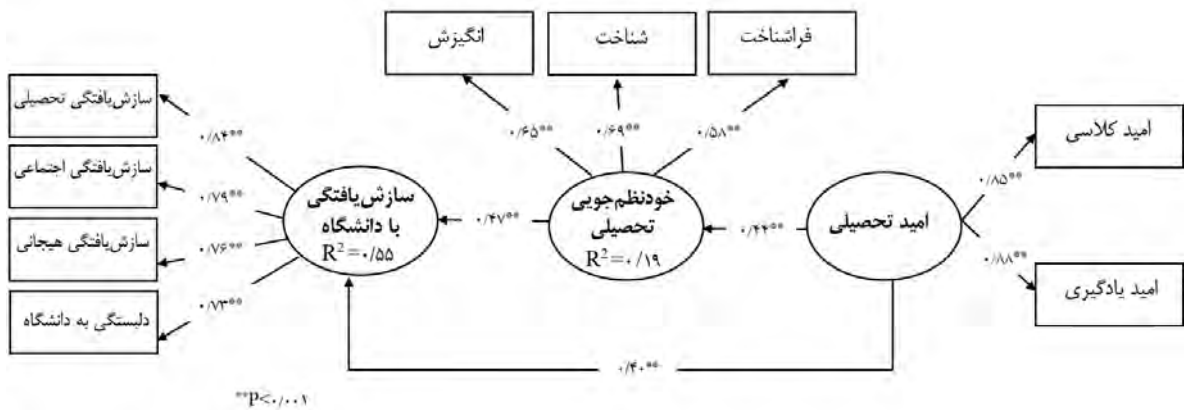 انگیزش
شناخت
فراشناخت
سازش‌یافتگی تحصیلی
سازش‌یافتگی اجتماعی
سازش‌یافتگی هیجانی
دلبستگی به دانشگاه
امید کلاسی
امید یادگیری
۰/۶۵**
۰/۶۹**
۰/۵۸**
۰/۸۴**
۰/۷۹**
۰/۷۶**
۰/۷۳**
۰/۸۵**
۰/۸۸**
سازش‌یافتگی
با دانشگاه
R²=۰/۵۵
۰/۴۷**
خودنظم‌جویی
تحصیلی
R²=۰/۱۹
۰/۴۴**
امید تحصیلی
۰/۴۰**
**P<۰/۰۰۱